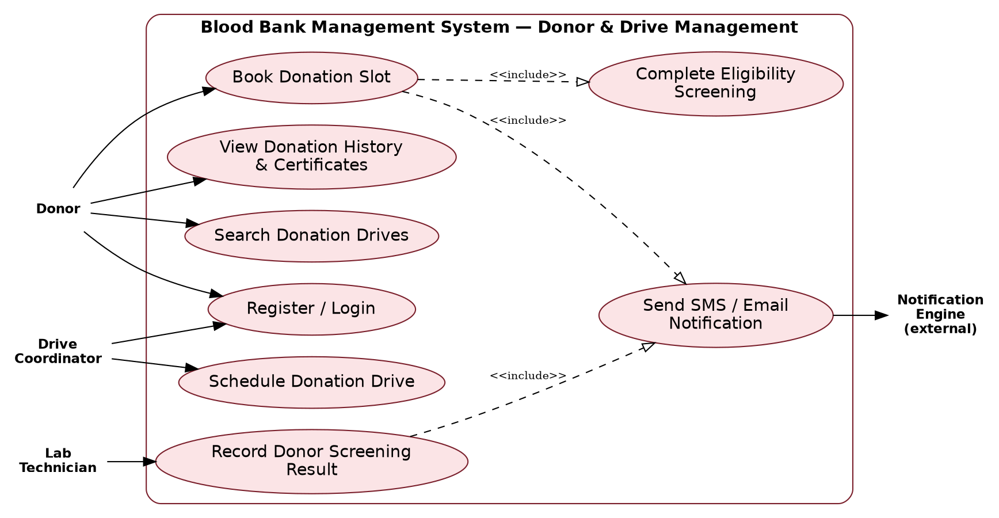 Blood Bank Management System — Donor & Drive Management
Book Donation Slot
<<include>>
Complete Eligibility
Screening
<<include>>
View Donation History
& Certificates
Donor
Search Donation Drives
Register / Login
Send SMS / Email
Notification
Notification
Engine
(external)
Drive
Coordinator
Schedule Donation Drive
<<include>>
Lab
Technician
Record Donor Screening
Result